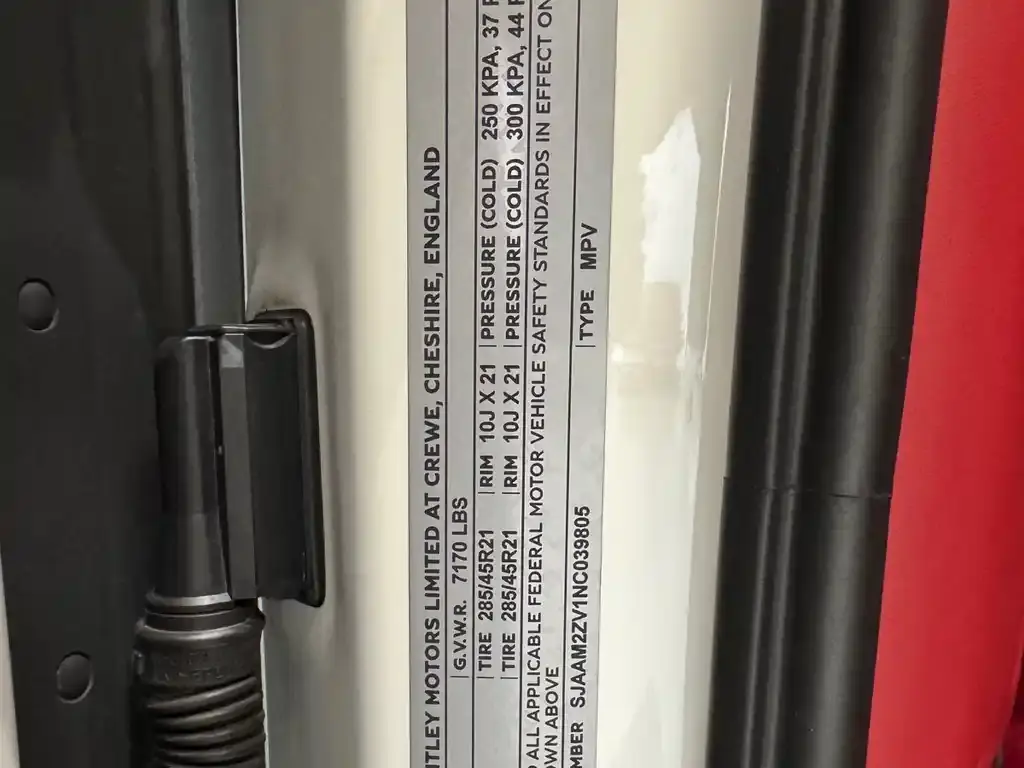 NTLEY MOTORS LIMITED AT CREWE, CHESHIRE, ENGLAND
G.V.W.R. 7170 LBS
TIRE 285/45R21 RIM 10J X 21 PRESSURE (COLD) 250 KPA, 37
TIRE 285/45R21 RIM 10J X 21 PRESSURE (COLD) 300 KPA, 44
ALL APPLICABLE FEDERAL MOTOR VEHICLE SAFETY STANDARDS IN EFFECT ON
OWN ABOVE
MBER SJAAM2ZV1NC039805 TYPE MPV